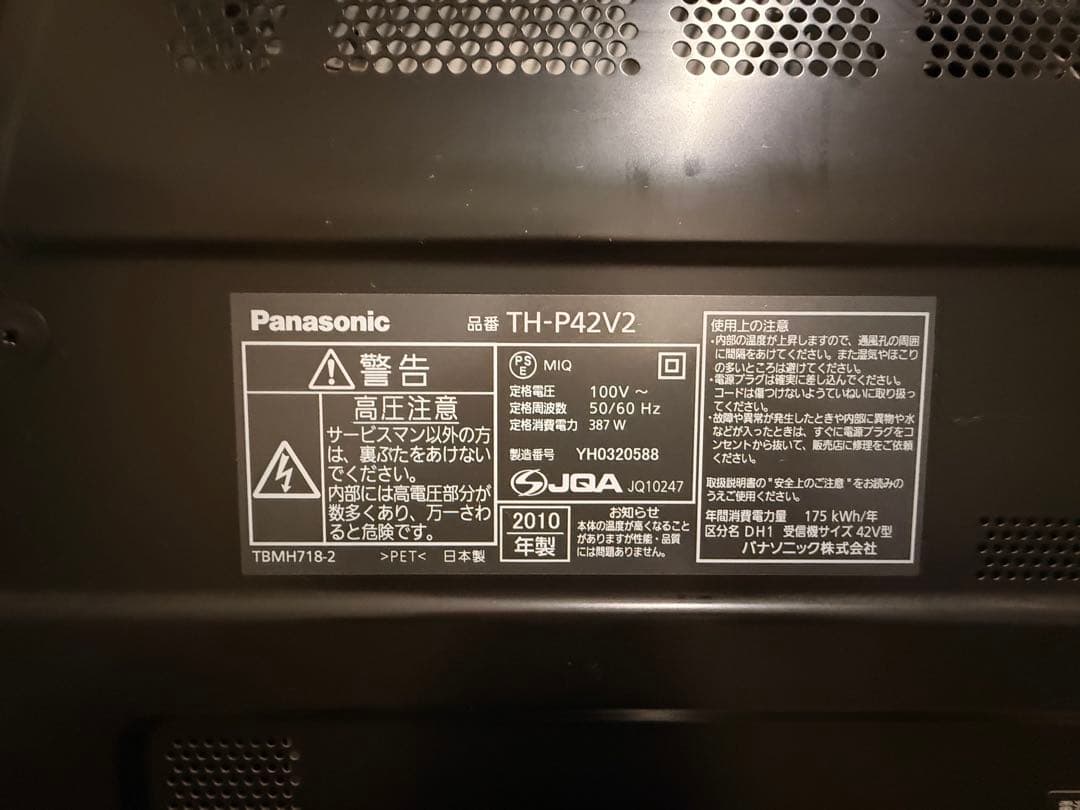 Panasonic
品番 TH-P42V2
警告
高圧注意
サービスマン以外の方
は、裏ぶたをあけない
でください。
内部には高電圧部分が
数多くあり、万一さわ
ると危険です。
TBMH718-2 >PET< 日本製
PSE MIQ
定格電圧 100V ~
定格周波数 50/60 Hz
定格消費電力 387 W
製造番号 YH0320588
JQA JQ10247
2010
年製
お知らせ
本体の温度が高くなること
がありますが性能・品質
には問題ありません。
使用上の注意
・内部の温度が上昇しますので、通風孔の周囲
に間隔をあけてください。また湿気やほこり
の多いところは避けてください。
・電源プラグは確実に差し込んでください。
コードは傷つけないようていねいに取り扱っ
てください。
・故障や異常が発生したときや内部に異物や水
などが入ったときは、すぐに電源プラグをコ
ンセントから抜いて、販売店に修理をご依頼
ください。
取扱説明書の"安全上のご注意"をお読みの
うえご使用ください。
年間消費電力量 175 kWh/年
区分名 DH1 受信機サイズ 42V型
パナソニック株式会社